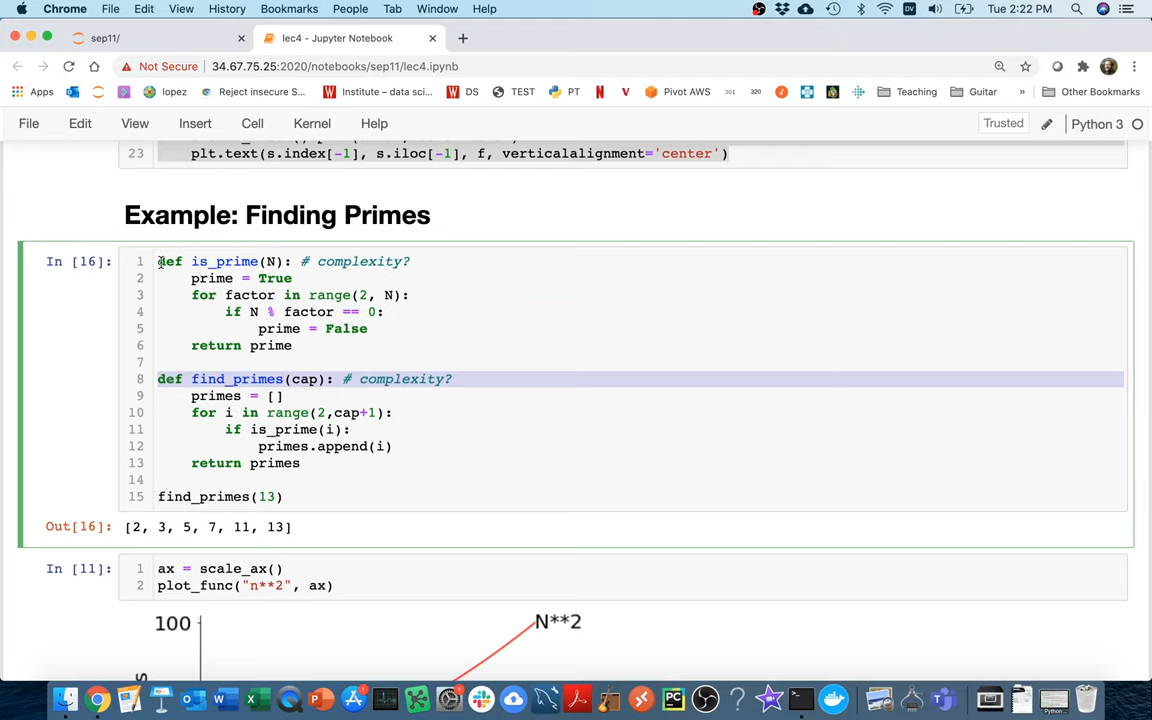 Chrome File Edit View History Bookmarks People Tab Window Help DV Tue 2:22 PM
sep11/ lec4 - Jupyter Notebook
Not Secure 34.67.75.25:2020/notebooks/sep11/lec4.ipynb
Apps lopez Reject insecure S... Institute – data sci... DS TEST PT Pivot AWS 301 320 Teaching Guitar » Other Bookmarks
File Edit View Insert Cell Kernel Help Trusted Python 3
23 plt.text(s.index[-1], s.iloc[-1], f, verticalalignment='center')
Example: Finding Primes
In [16]: 1 def is_prime(N): # complexity?
2 prime = True
3 for factor in range(2, N):
4 if N % factor == 0:
5 prime = False
6 return prime
7
8 def find_primes(cap): # complexity?
9 primes = []
10 for i in range(2,cap+1):
11 if is_prime(i):
12 primes.append(i)
13 return primes
14
15 find_primes(13)
Out[16]: [2, 3, 5, 7, 11, 13]
In [11]: 1 ax = scale_ax()
2 plot_func("n**2", ax)
100 N**2